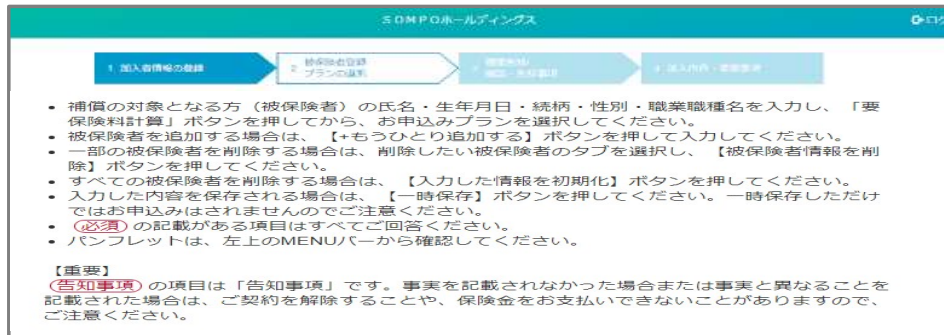 SOMPOホールディングス
ログ
1 加入者情報の登録
2 被保険者登録
プランの選択
• 補償の対象となる方（被保険者）の氏名・生年月日・続柄・性別・職業職種名を入力し、「要
保険料計算」ボタンを押してから、お申込みプランを選択してください。
• 被保険者を追加する場合は、【+もうひとり追加する】ボタンを押して入力してください。
• 一部の被保険者を削除する場合は、削除したい被保険者のタブを選択し、【被保険者情報を削
除】ボタンを押してください。
• すべての被保険者を削除する場合は、【入力した情報を初期化】ボタンを押してください。
• 入力した内容を保存される場合は、【一時保存】ボタンを押してください。一時保存しただけ
ではお申込みはされませんのでご注意ください。
• 必須 の記載がある項目はすべてご回答ください。
• パンフレットは、左上のMENUバーから確認してください。
【重要】
告知事項 の項目は「告知事項」です。事実を記載されなかった場合または事実と異なることを
記載された場合は、ご契約を解除することや、保険金をお支払いできないことがありますので、
ご注意ください。